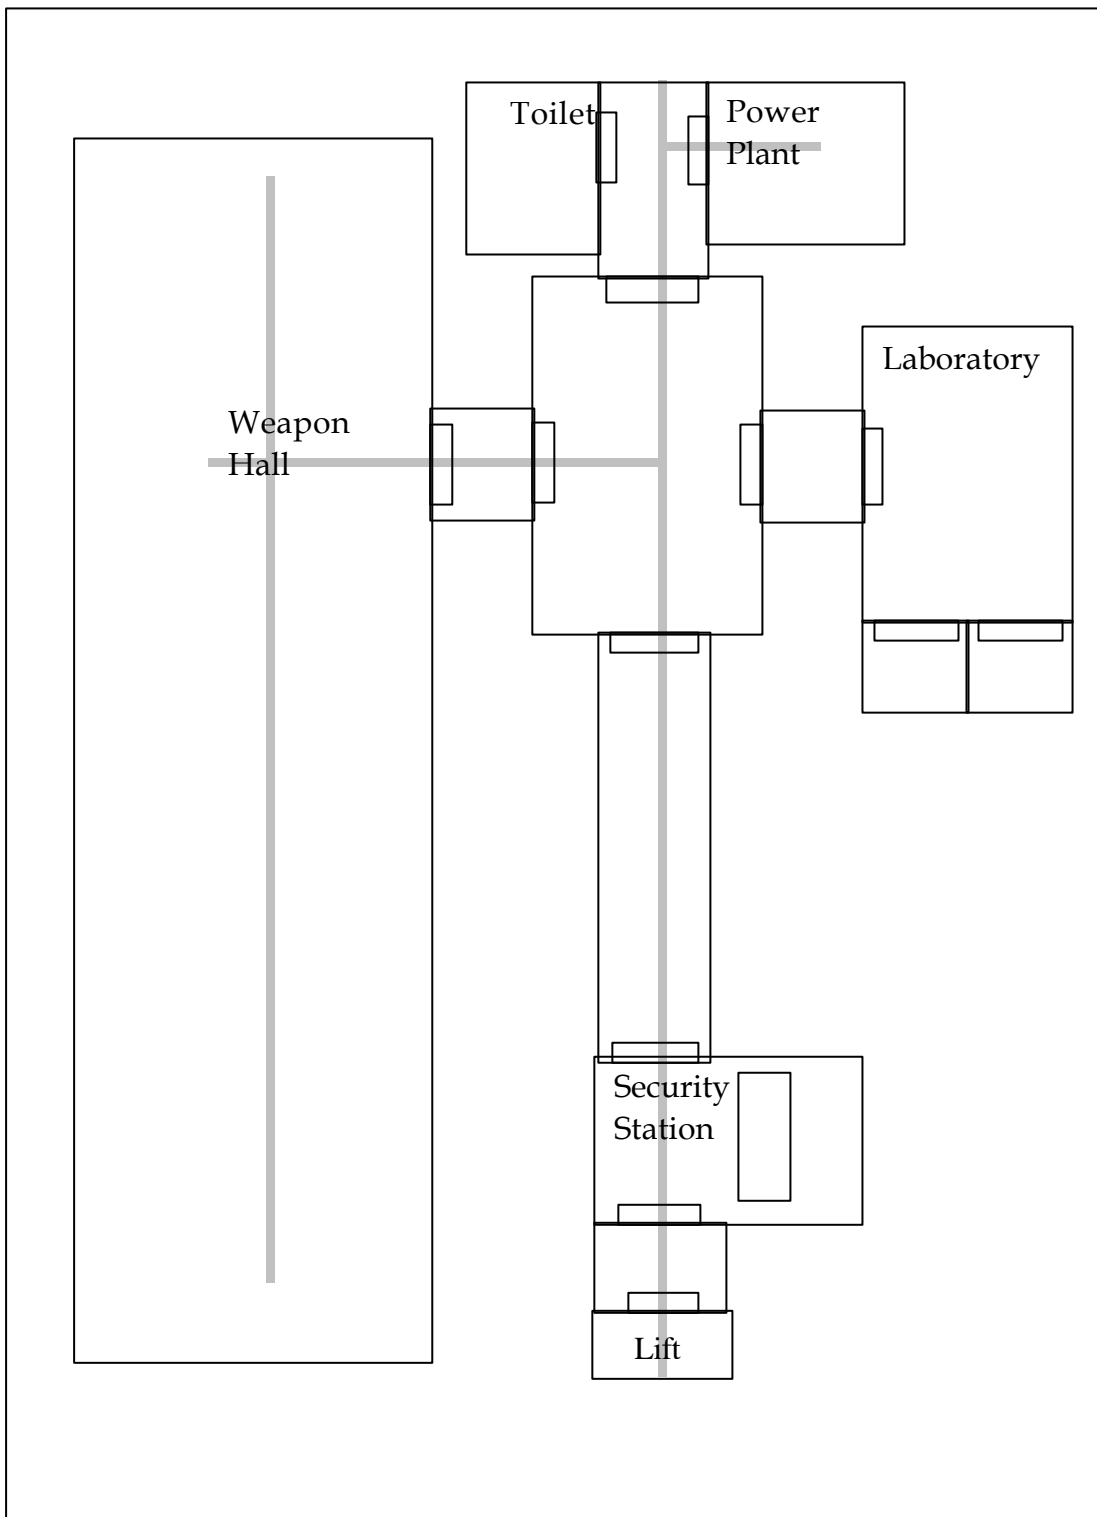 Toilet
Power
Plant
Laboratory
Weapon
Hall
Security
Station
Lift